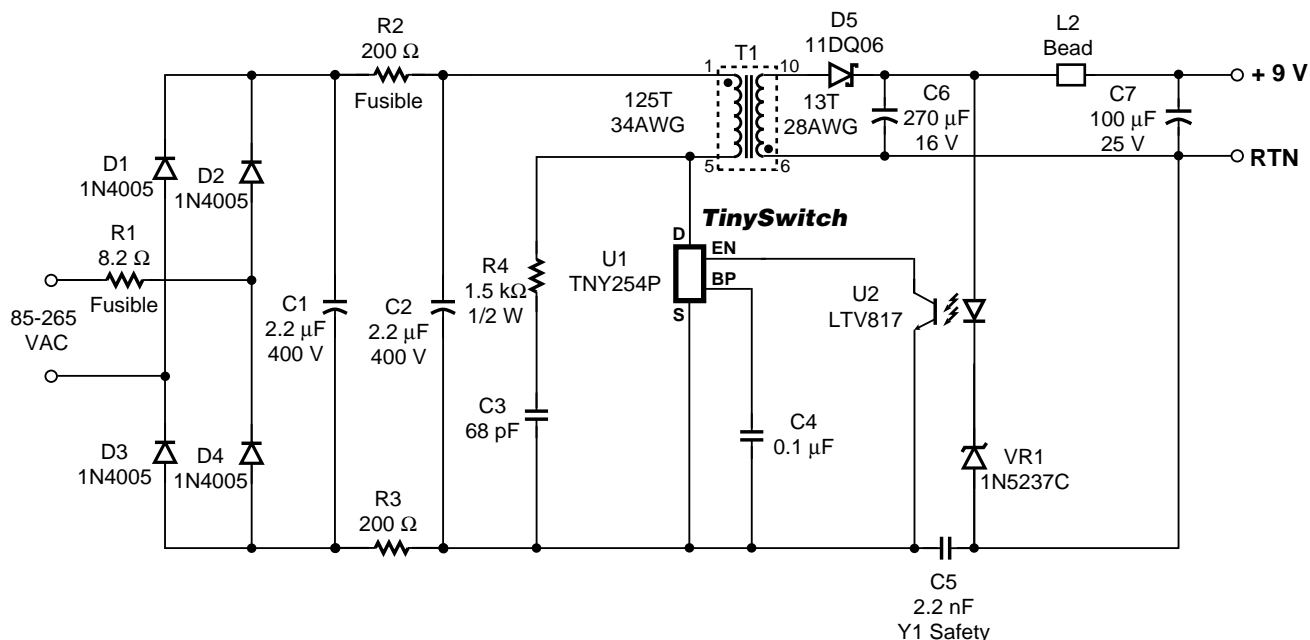 R2
200 Ω
Fusible
D1
1N4005
D2
1N4005
R1
8.2 Ω
Fusible
85-265
VAC
D3
1N4005
D4
1N4005
C1
2.2 μF
400 V
C2
2.2 μF
400 V
R3
200 Ω
R4
1.5 kΩ
1/2 W
C3
68 pF
T1
1
10
5
6
125T
34AWG
13T
28AWG
D5
11DQ06
C6
270 μF
16 V
L2
Bead
C7
100 μF
25 V
+ 9 V
RTN
TinySwitch
D
EN
BP
S
U1
TNY254P
U2
LTV817
C4
0.1 μF
VR1
1N5237C
C5
2.2 nF
Y1 Safety